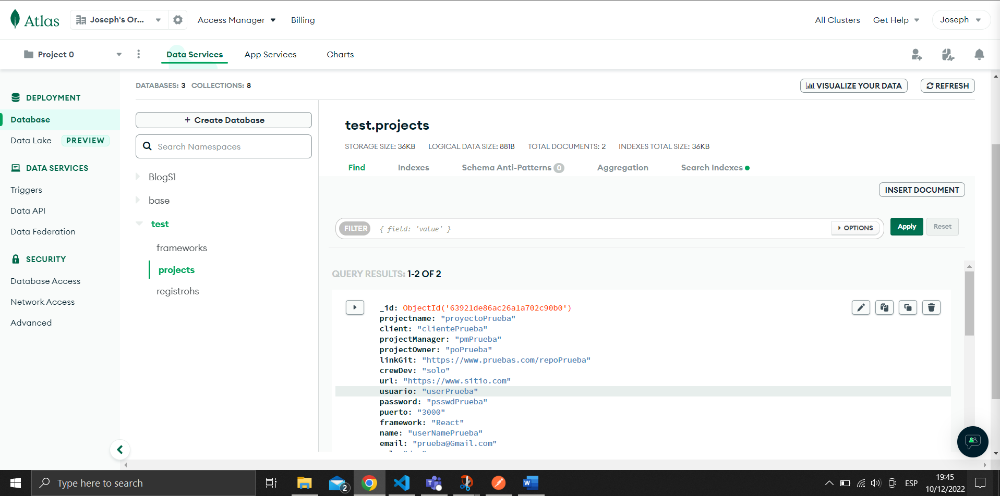 Atlas
Joseph's Or...
Access Manager
Billing
All Clusters
Get Help
Joseph
Project 0
Data Services
App Services
Charts
DEPLOYMENT
Database
Data Lake
PREVIEW
DATA SERVICES
Triggers
Data API
Data Federation
SECURITY
Database Access
Network Access
Advanced
DATABASES: 3 COLLECTIONS: 8
VISUALIZE YOUR DATA
REFRESH
+ Create Database
Search Namespaces
BlogS1
base
test
frameworks
projects
registrohs
test.projects
STORAGE SIZE: 36KB LOGICAL DATA SIZE: 881B TOTAL DOCUMENTS: 2 INDEXES TOTAL SIZE: 36KB
Find
Indexes
Schema Anti-Patterns 0
Aggregation
Search Indexes
INSERT DOCUMENT
FILTER
{ field: 'value' }
OPTIONS
Apply
Reset
QUERY RESULTS: 1-2 OF 2
_id: ObjectId('63921de86ac26a1a702c90b0')
projectname: "proyectoPrueba"
client: "clientePrueba"
projectManager: "pmPrueba"
projectOwner: "poPrueba"
linkGit: "https://www.pruebas.com/repoPrueba"
crewDev: "solo"
url: "https://www.sitio.com"
usuario: "userPrueba"
password: "psswdPrueba"
puerto: "3000"
framework: "React"
name: "userNamePrueba"
email: "prueba@Gmail.com"
Type here to search
2
ESP
19:45
10/12/2022